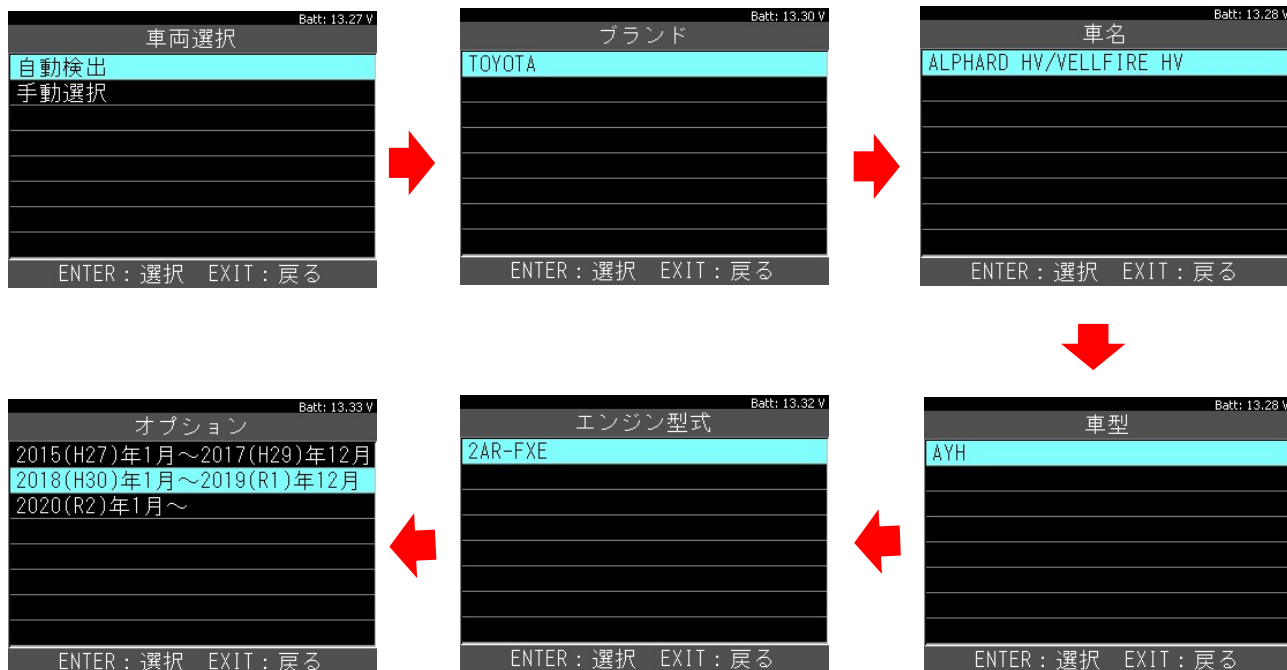 Batt: 13.27 V
車両選択
自動検出
手動選択
ENTER：選択 EXIT：戻る
Batt: 13.30 V
ブランド
TOYOTA
ENTER：選択 EXIT：戻る
Batt: 13.28 V
車名
ALPHARD HV/VELLFIRE HV
ENTER：選択 EXIT：戻る
Batt: 13.28 V
車型
AYH
ENTER：選択 EXIT：戻る
Batt: 13.32 V
エンジン型式
2AR-FXE
ENTER：選択 EXIT：戻る
Batt: 13.33 V
オプション
2015(H27)年1月～2017(H29)年12月
2018(H30)年1月～2019(R1)年12月
2020(R2)年1月～
ENTER：選択 EXIT：戻る